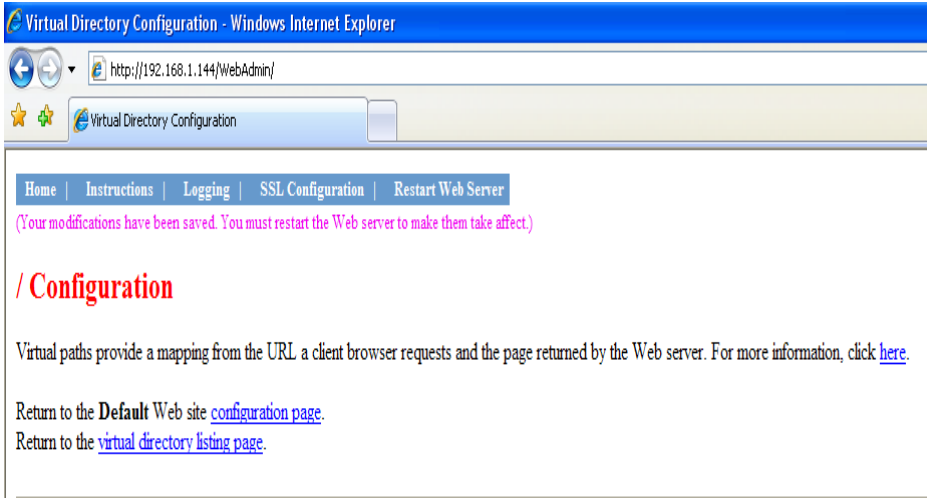 Virtual Directory Configuration - Windows Internet Explorer
http://192.168.1.144/WebAdmin/
Virtual Directory Configuration
Home | Instructions | Logging | SSL Configuration | Restart Web Server
(Your modifications have been saved. You must restart the Web server to make them take affect.)
/ Configuration
Virtual paths provide a mapping from the URL a client browser requests and the page returned by the Web server. For more information, click here.
Return to the Default Web site configuration page.
Return to the virtual directory listing page.